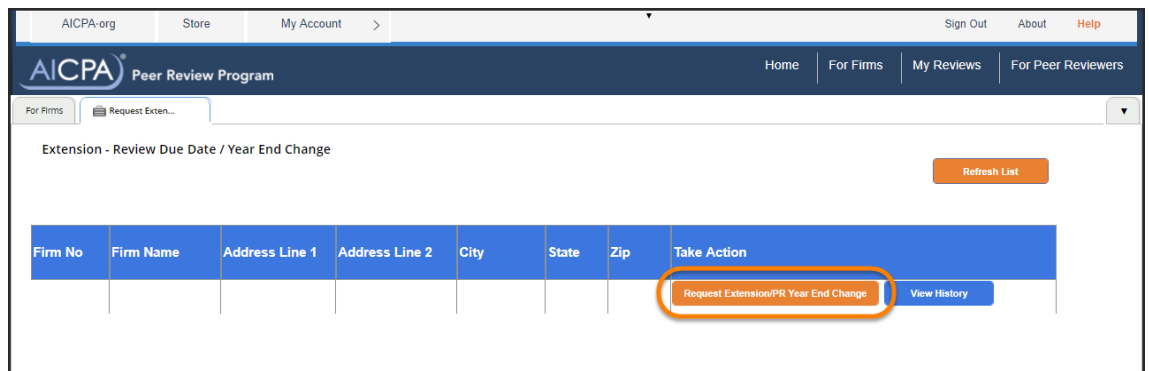 AICPA-org Store My Account > Sign Out About Help
AICPA) Peer Review Program Home For Firms My Reviews For Peer Reviewers
For Firms Request Exten...
Extension - Review Due Date / Year End Change
Refresh List
Firm No Firm Name Address Line 1 Address Line 2 City State Zip Take Action
Request Extension/PR Year End Change View History